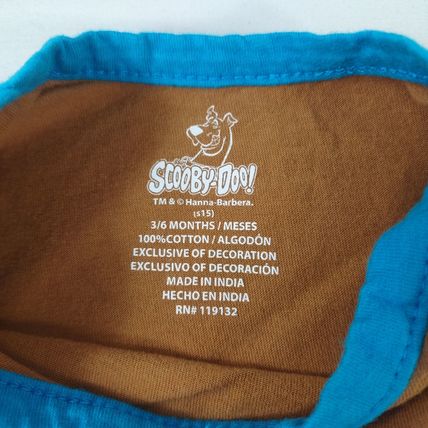 SCOOBY-DOO!
TM & © Hanna-Barbera.
(s15)
3/6 MONTHS / MESES
100%COTTON / ALGODÓN
EXCLUSIVE OF DECORATION
EXCLUSIVO DE DECORACIÓN
MADE IN INDIA
HECHO EN INDIA
RN# 119132